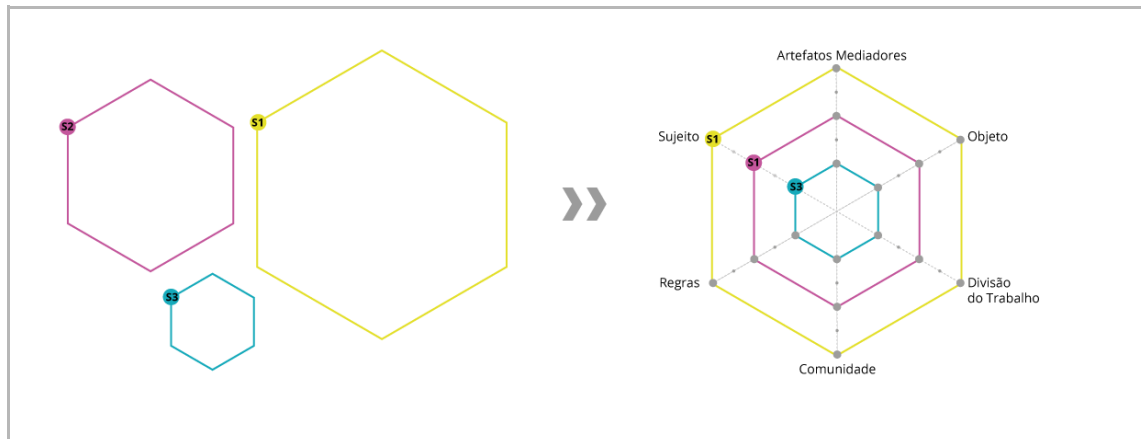 S2
S1
S3
Artefatos Mediadores
Sujeito
S1
Objeto
S1
S3
Regras
Divisão
do Trabalho
Comunidade